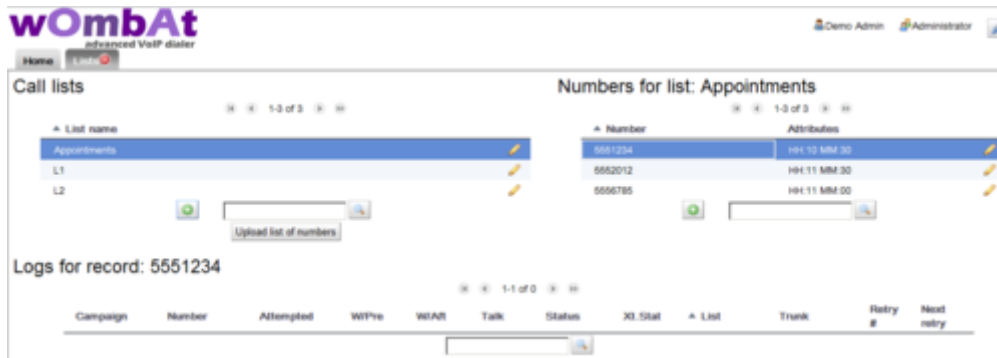 wOmbAt
advanced VoIP dialer
Demo Admin Administrator
Home Lists
Call lists
Numbers for list: Appointments
1-3 of 3
1-3 of 3
List name
Number Attributes
Appointments
5551234 HH:10 MM:30
L1
5552012 HH:11 MM:30
L2
5556785 HH:11 MM:00
Upload list of numbers
Logs for record: 5551234
1-1 of 0
Campaign Number Attempted W/Pre W/Aft Talk Status Xt.Stat List Trunk Retry # Next retry